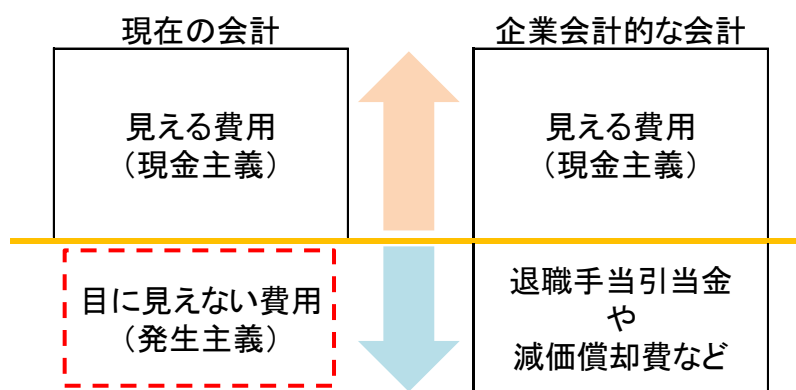 現在の会計
企業会計的な会計
見える費用
（現金主義）
見える費用
（現金主義）
目に見えない費用
（発生主義）
退職手当引当金
や
減価償却費など